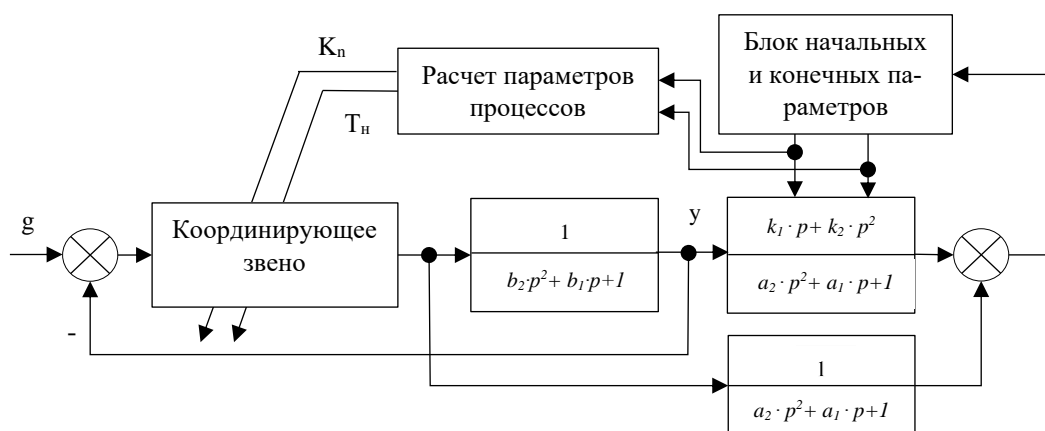 Kₙ
Расчет параметров
процессов
Блок начальных
и конечных па-
раметров
Tₙ
g
Координирующее
звено
1
b₂·p²+ b₁·p+1
y
k₁ · p+ k₂ · p²
a₂ · p²+ a₁ · p+1
-
1
a₂ · p²+ a₁ · p+1